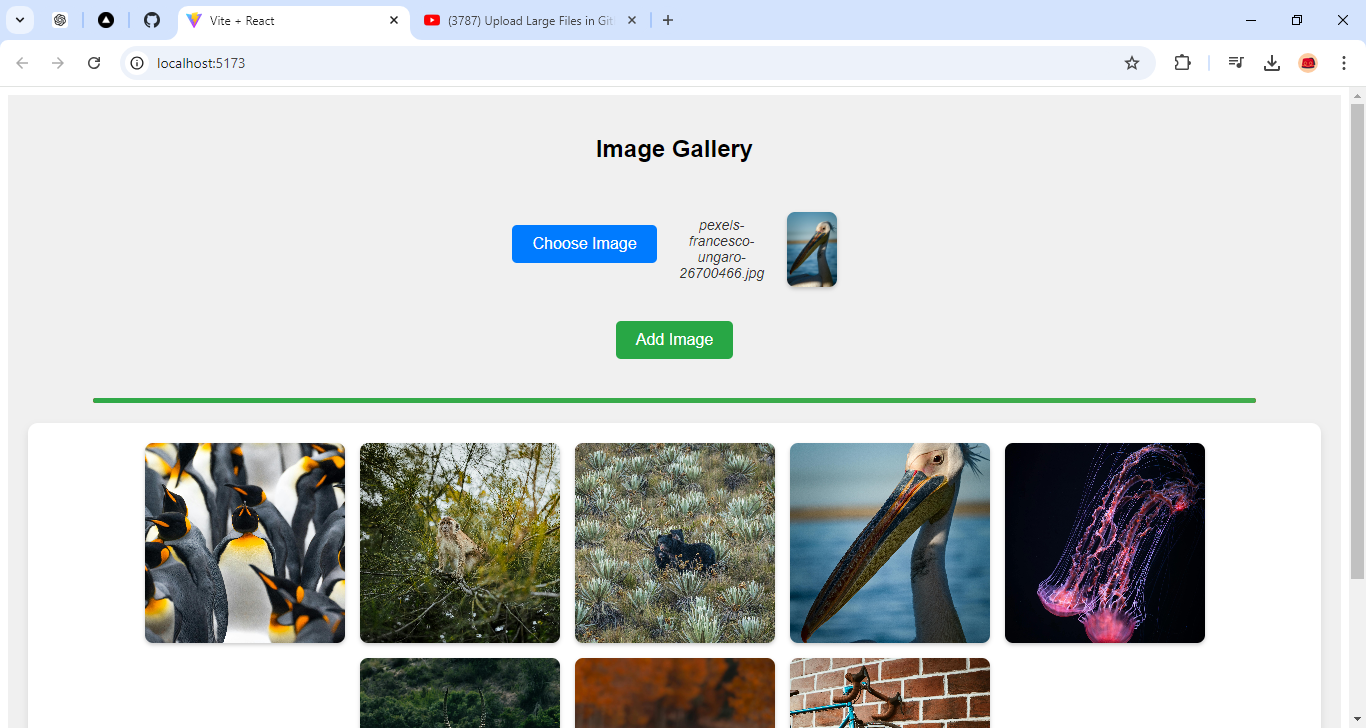 Vite + React
(3787) Upload Large Files in Git
localhost:5173
Image Gallery
Choose Image
pexels-
francesco-
ungaro-
26700466.jpg
Add Image